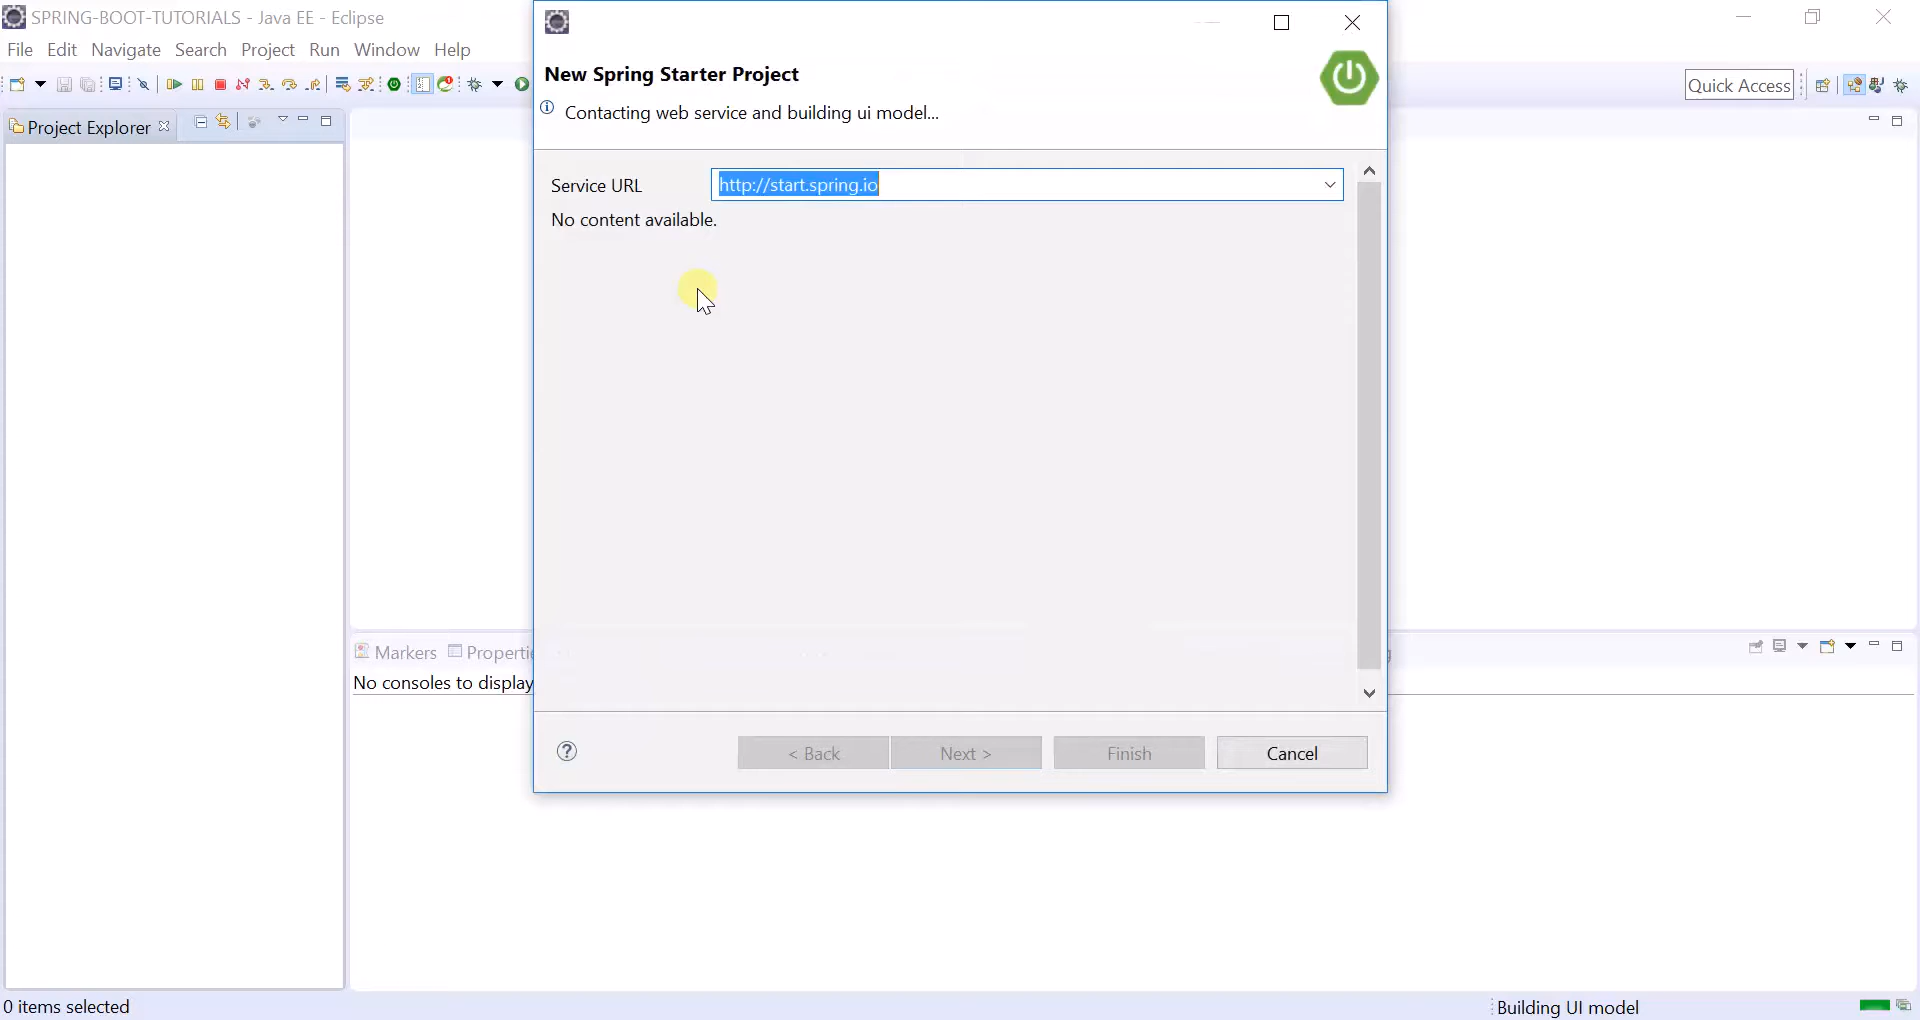 SPRING-BOOT-TUTORIALS - Java EE - Eclipse
File Edit Navigate Search Project Run Window Help
New Spring Starter Project
Contacting web service and building ui model...
Quick Access
Project Explorer
Service URL
http://start.spring.io
No content available.
Markers
No consoles to display
< Back
Next >
Finish
Cancel
0 items selected
Building UI model